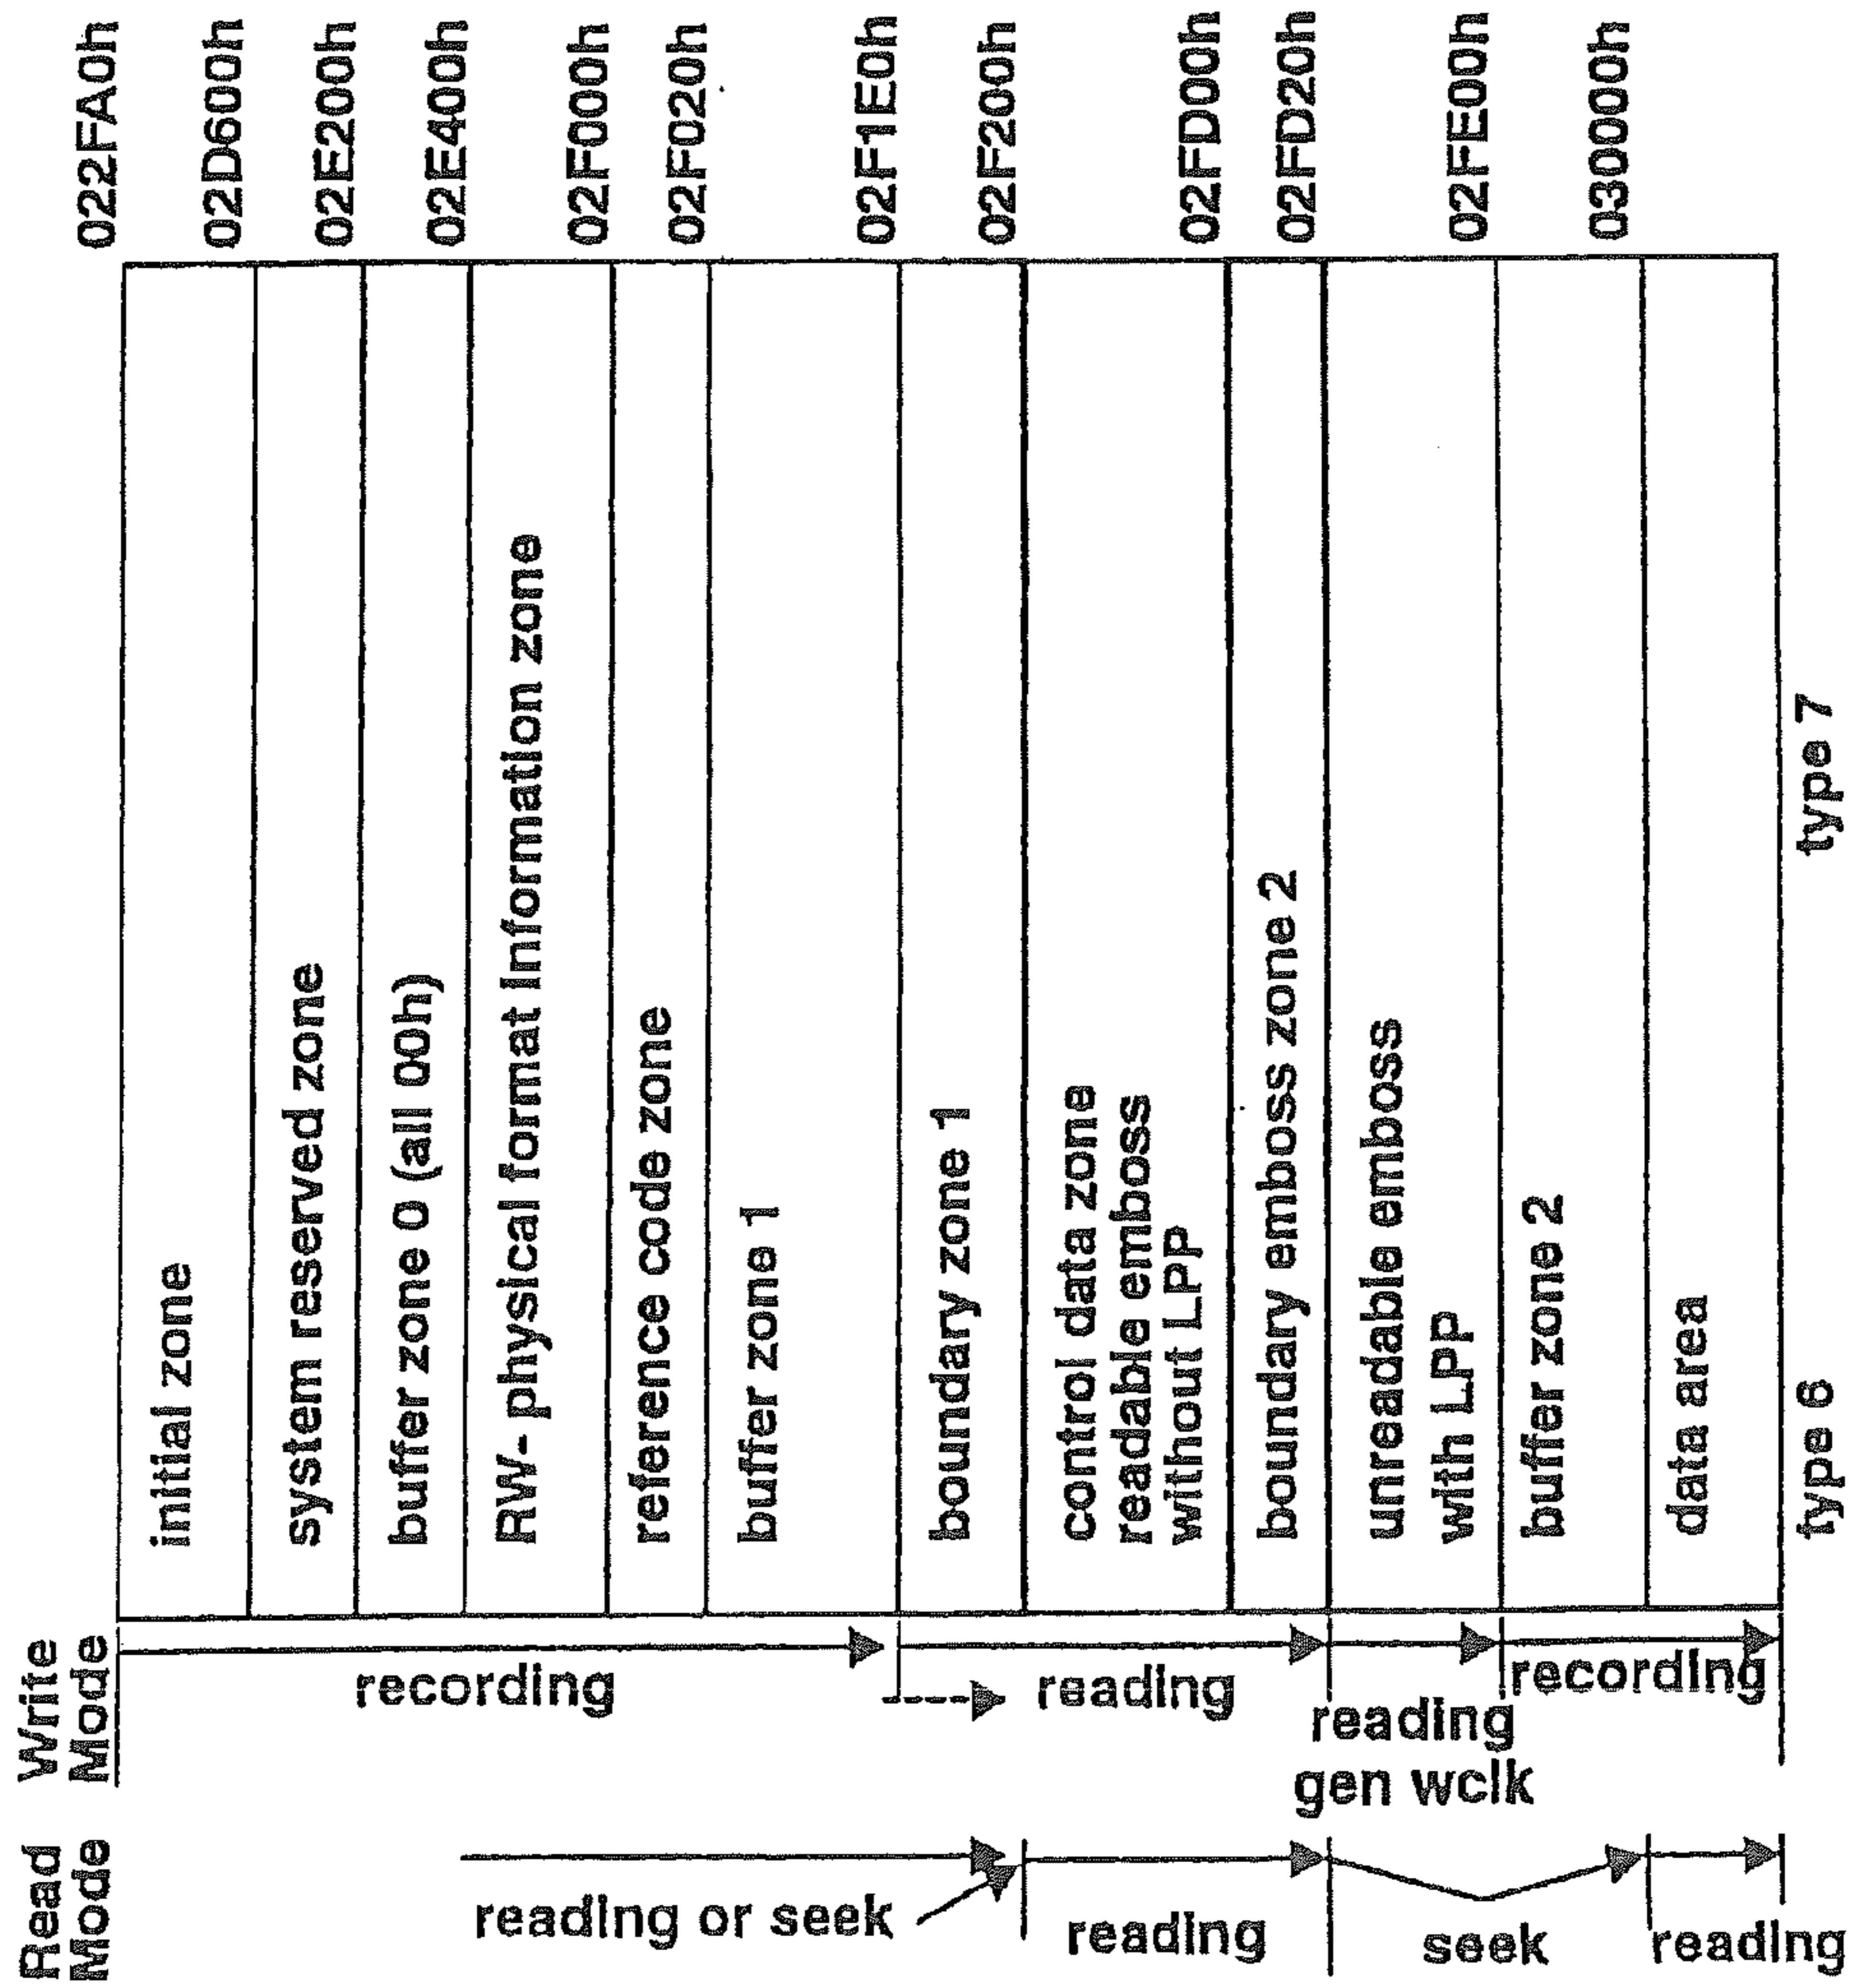 022FA0h
02D600h
02E200h
02E400h
02F000h
02F020h
02F1E0h
02F200h
02FD00h
02FD20h
02FE00h
030000h
initial zone
system reserved zone
buffer zone 0 (all 00h)
RW- physical format Information zone
reference code zone
buffer zone 1
boundary zone 1
control data zone
readable emboss
without LPP
boundary emboss zone 2
unreadable emboss
with LPP
buffer zone 2
data area
type 6
type 7
Write
Mode
recording
reading
reading
gen wclk
recording
Read
Mode
reading or seek
reading
seek
reading